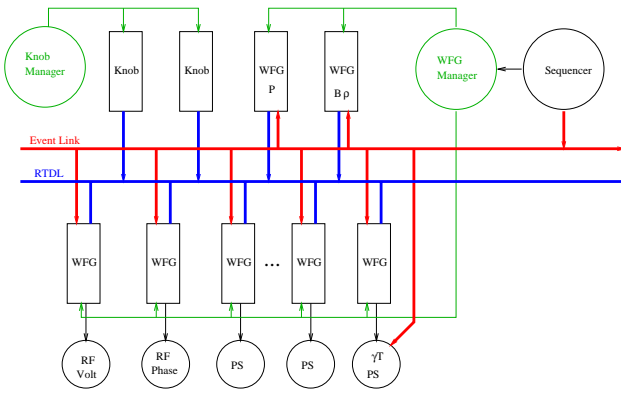 Knob
Manager
Knob
Knob
WFG
P
WFG
B ρ
WFG
Manager
Sequencer
Event Link
RTDL
WFG
WFG
WFG
...
WFG
WFG
RF
Volt
RF
Phase
PS
PS
γT
PS